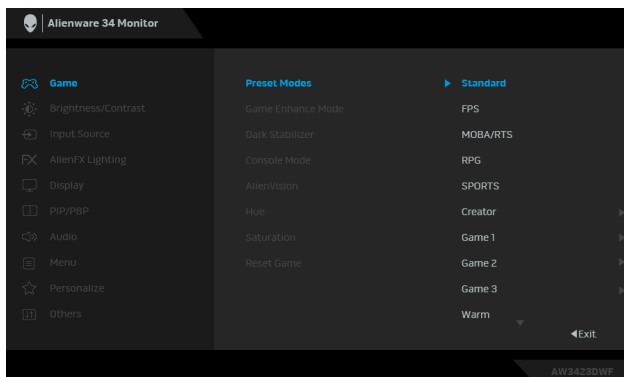 Alienware 34 Monitor
Game
Preset Modes
Standard
Brightness/Contrast
Game Enhance Mode
FPS
Input Source
Dark Stabilizer
MOBA/RTS
AlienFX Lighting
Console Mode
RPG
Display
AlienVision
SPORTS
PIP/PBP
Hue
Creator
Audio
Saturation
Game 1
Menu
Reset Game
Game 2
Personalize
Game 3
Others
Warm
Exit
AW3423DWF